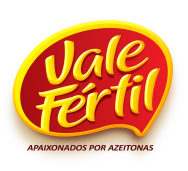 Vale
Fértil
APAIXONADOS POR AZEITONAS